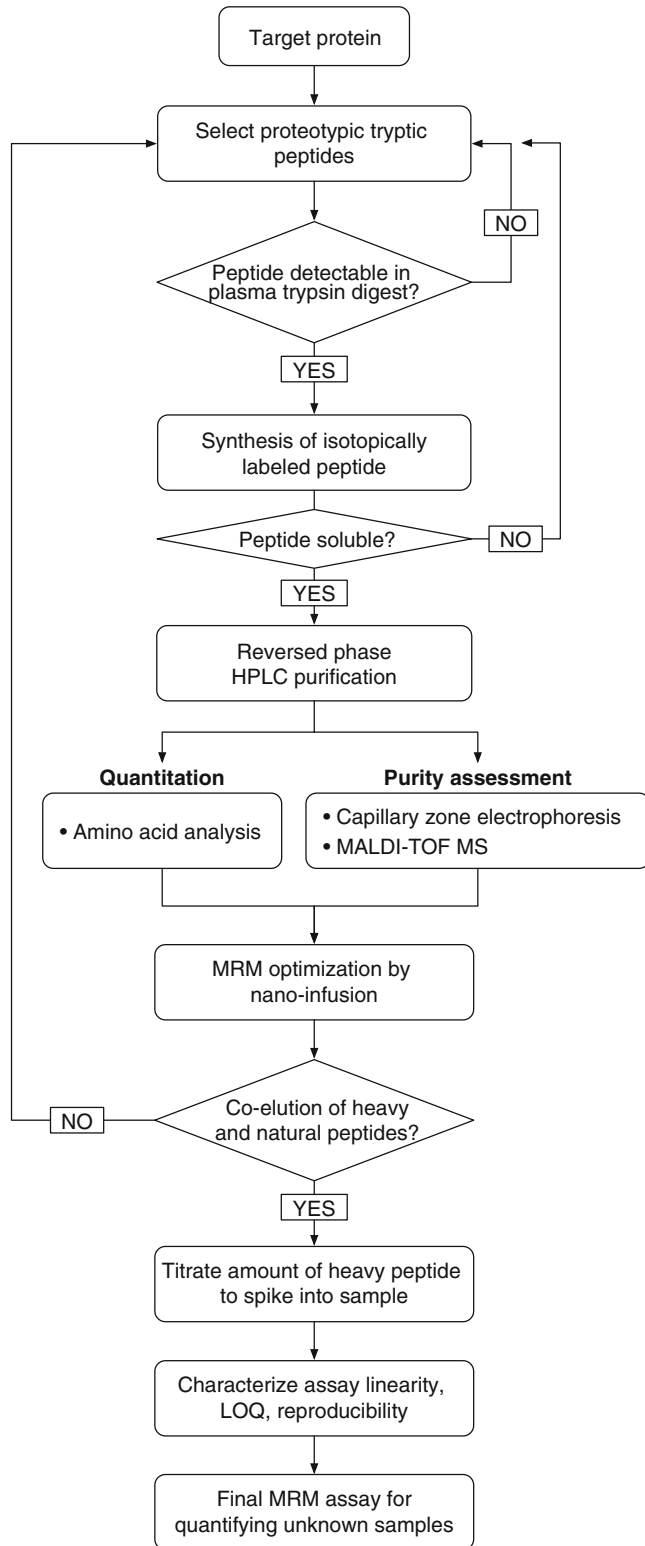 Target protein
Select proteotypic tryptic
peptides
NO
Peptide detectable in
plasma trypsin digest?
YES
Synthesis of isotopically
labeled peptide
Peptide soluble?
NO
YES
Reversed phase
HPLC purification
Quantitation
Purity assessment
• Amino acid analysis
• Capillary zone electrophoresis
• MALDI-TOF MS
MRM optimization by
nano-infusion
Co-elution of heavy
and natural peptides?
NO
YES
Titrate amount of heavy peptide
to spike into sample
Characterize assay linearity,
LOQ, reproducibility
Final MRM assay for
quantifying unknown samples